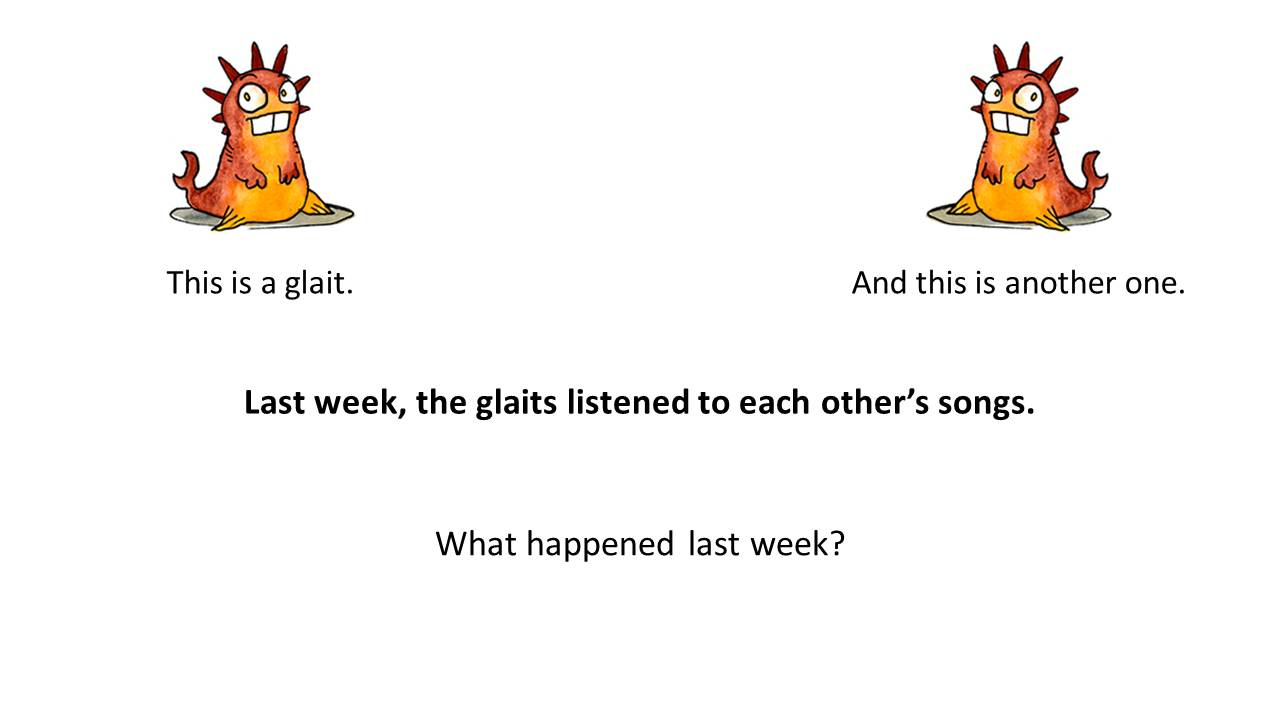 This is a glait.
And this is another one.
Last week, the glaits listened to each other’s songs.
What happened last week?